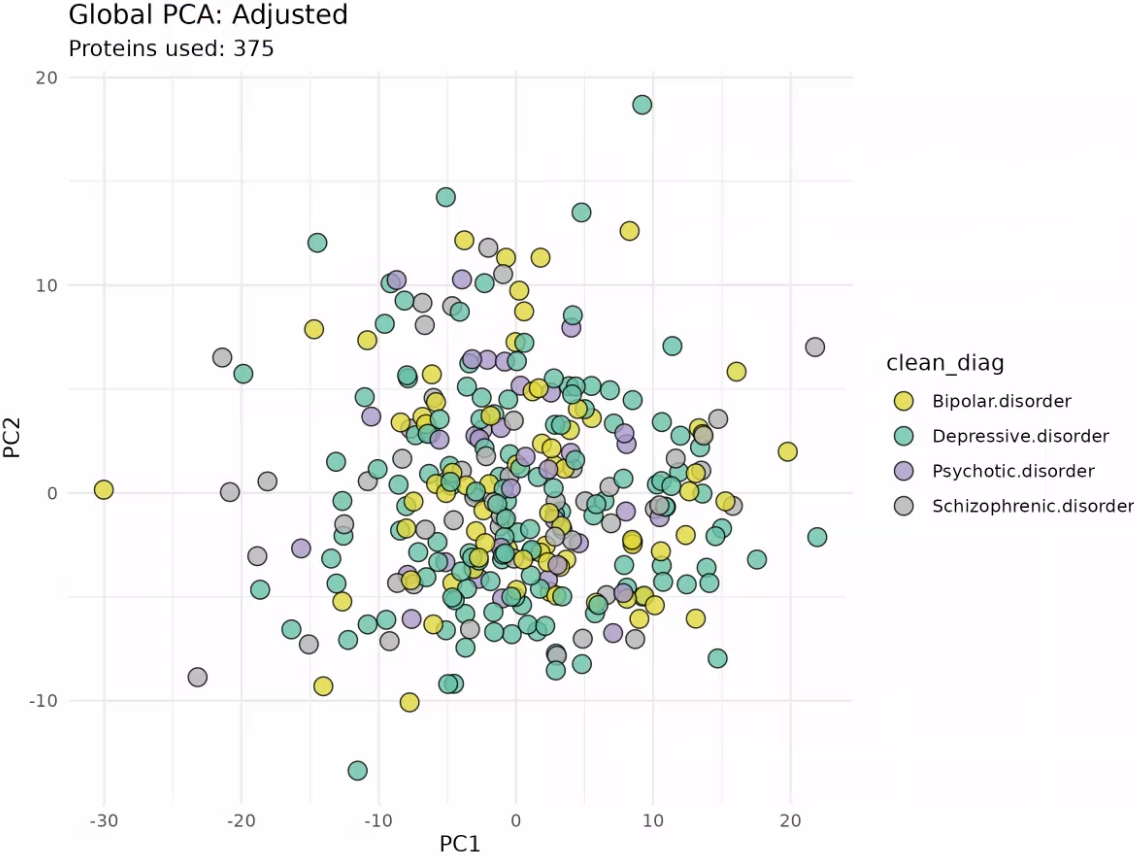 Global PCA: Adjusted
Proteins used: 375
20
10
0
-10
PC2
-30
-20
-10
0
10
20
PC1
clean_diag
Bipolar.disorder
Depressive.disorder
Psychotic.disorder
Schizophrenic.disorder